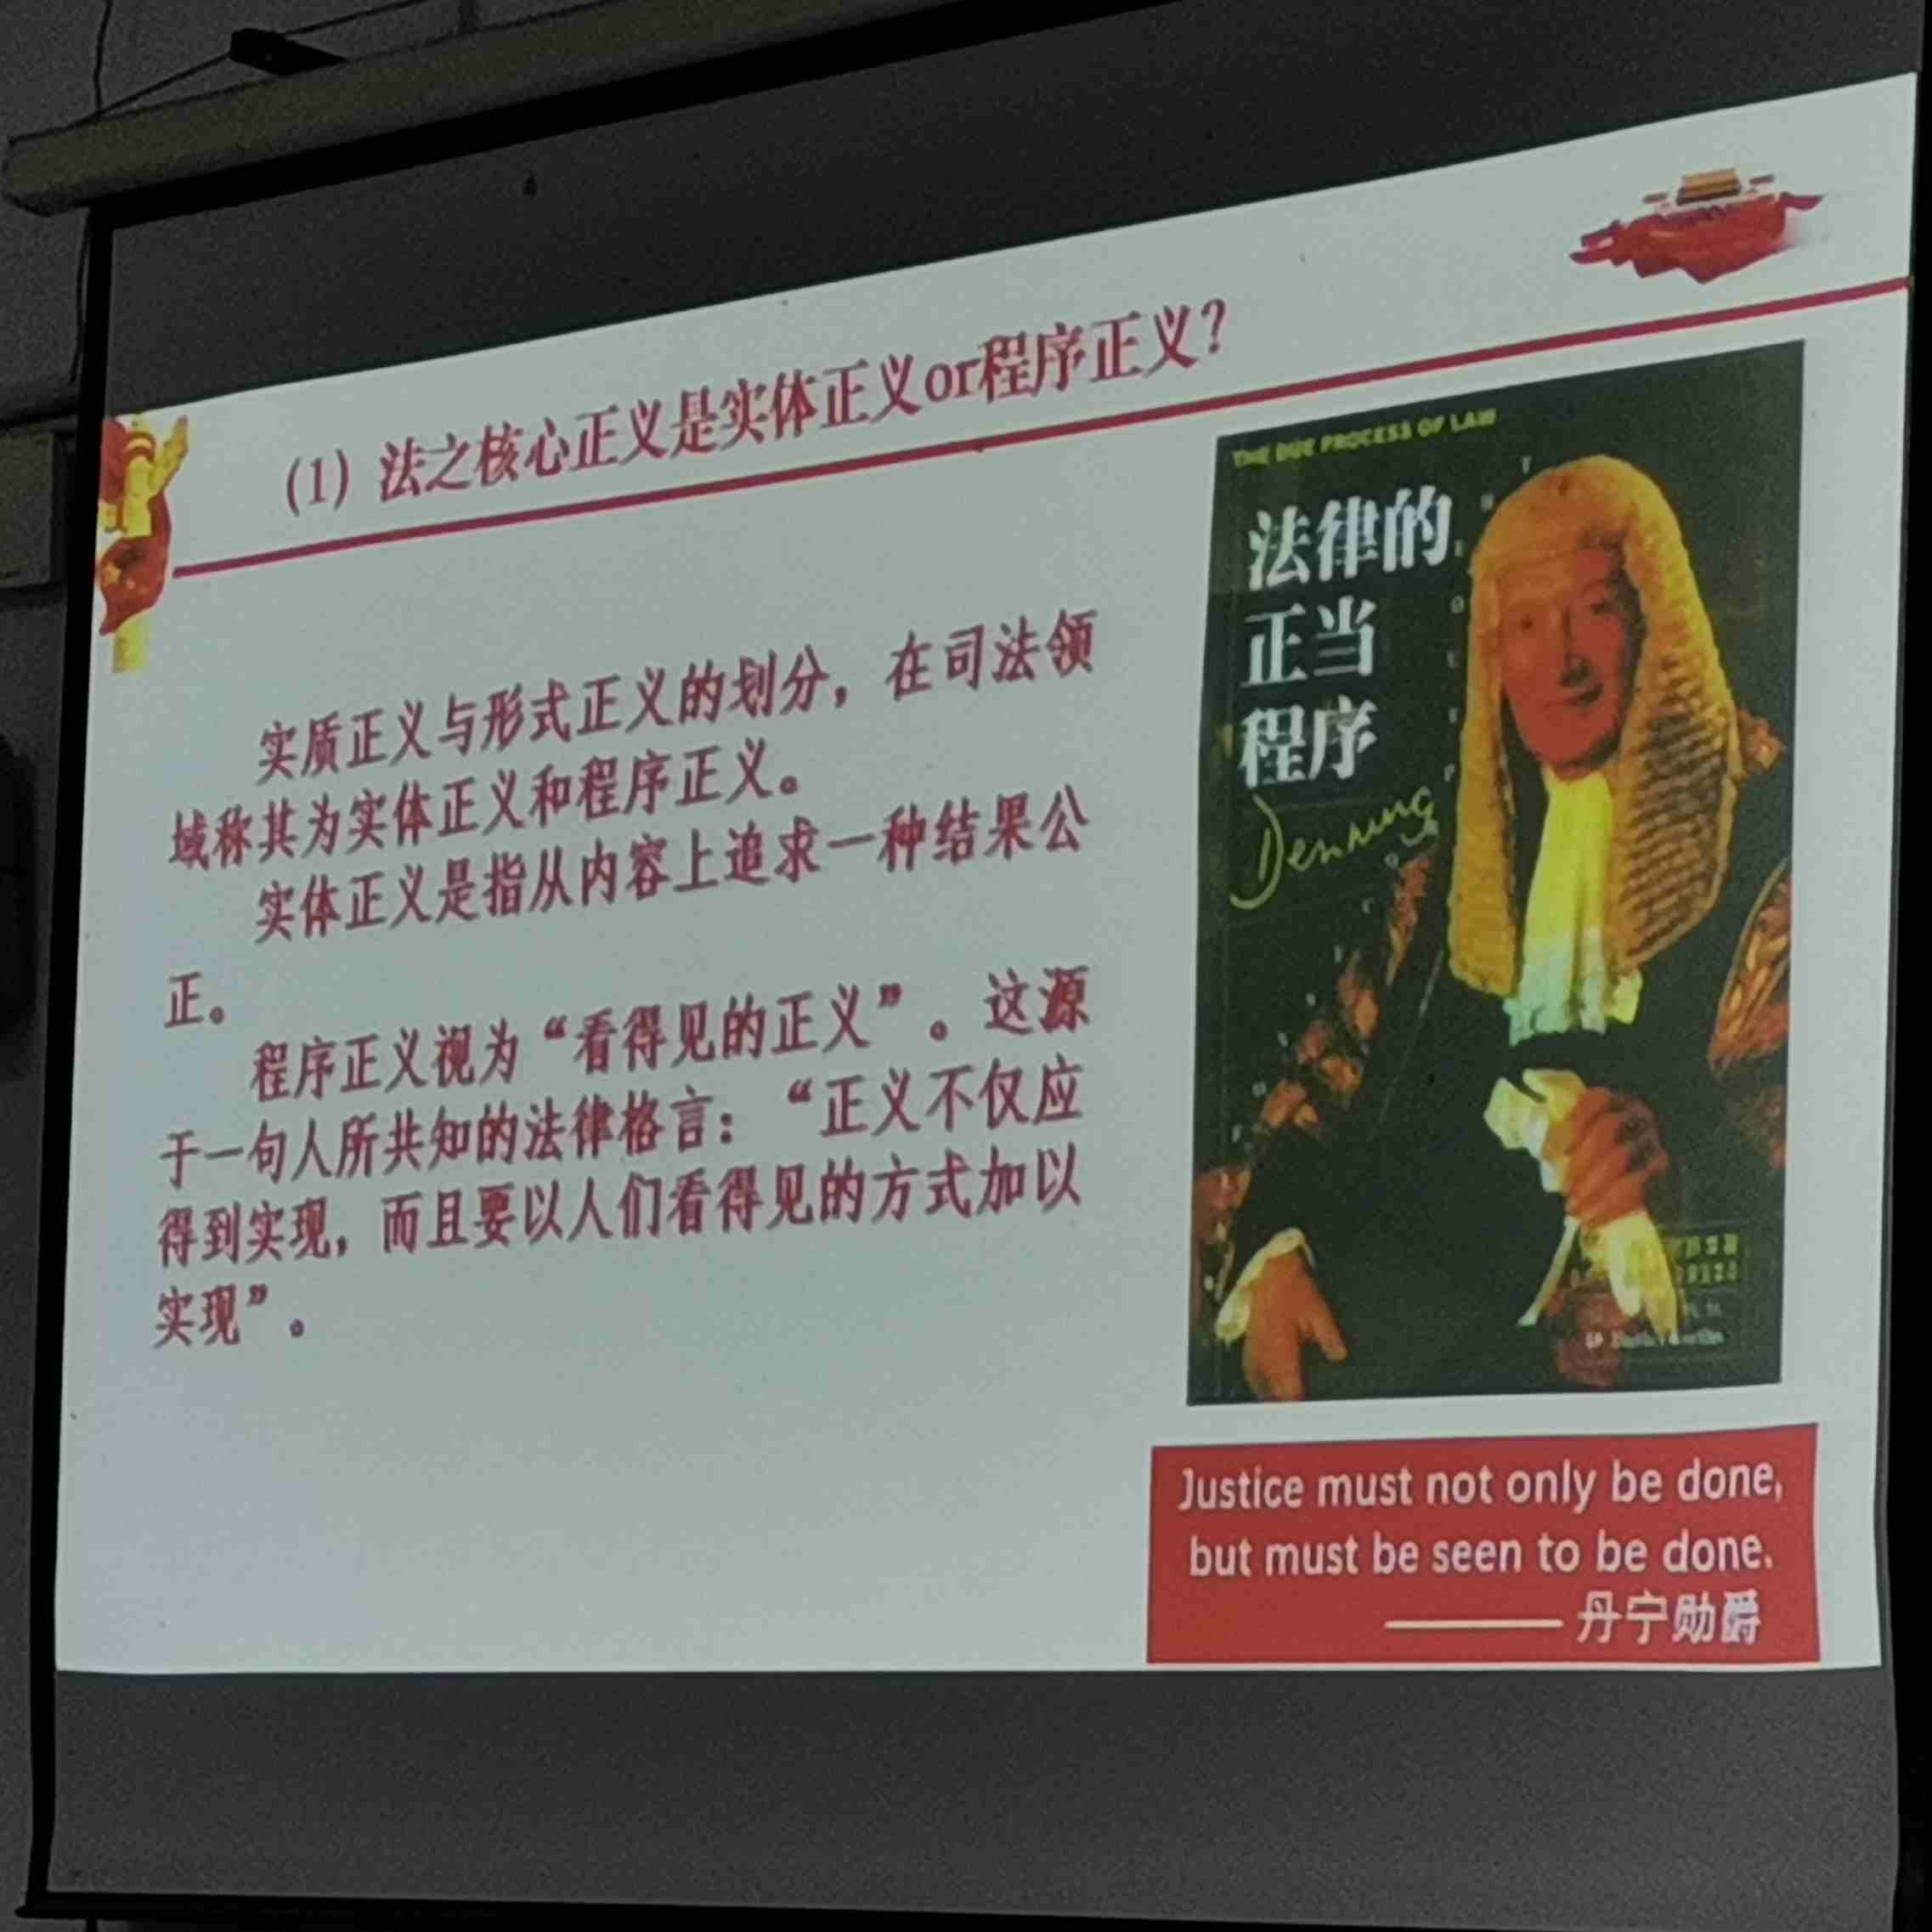 (1) 法之核心正义是实体正义or程序正义?
实质正义与形式正义的划分，在司法领
域称其为实体正义和程序正义。
实体正义是指从内容上追求一种结果公
正。
程序正义视为“看得见的正义”。这源
于一句人所共知的法律格言：“正义不仅应
得到实现，而且要以人们看得见的方式加以
实现”。
THE DUE PROCESS OF LAW
法律的
正当
程序
Denning
Justice must not only be done,
but must be seen to be done.
——— 丹宁勋爵